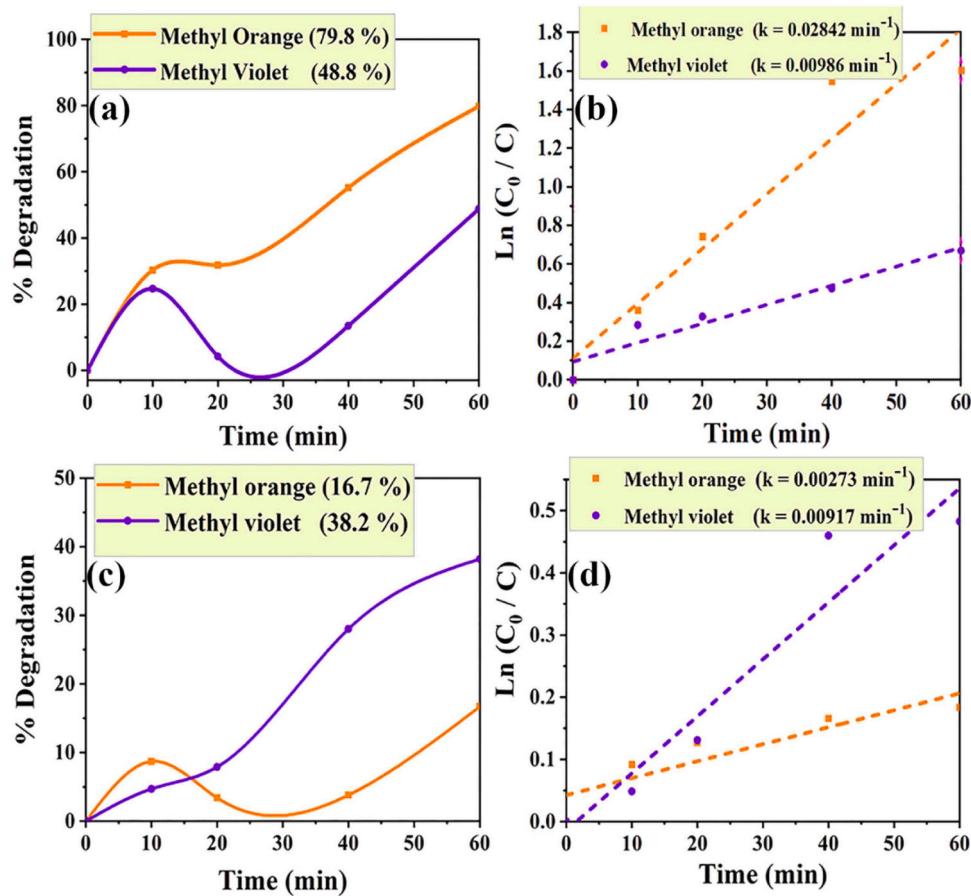 Methyl Orange (79.8 %)
Methyl Violet (48.8 %)
(a)
100
80
60
40
20
0
% Degradation
0 10 20 30 40 50 60
Time (min)
Methyl orange (k = 0.02842 min⁻¹)
Methyl violet (k = 0.00986 min⁻¹)
(b)
1.8
1.6
1.4
1.2
1.0
0.8
0.6
0.4
0.2
0.0
Ln (C₀ / C)
0 10 20 30 40 50 60
Time (min)
Methyl orange (16.7 %)
Methyl violet (38.2 %)
(c)
50
40
30
20
10
0
% Degradation
0 10 20 30 40 50 60
Time (min)
Methyl orange (k = 0.00273 min⁻¹)
Methyl violet (k = 0.00917 min⁻¹)
(d)
0.5
0.4
0.3
0.2
0.1
0.0
Ln (C₀ / C)
0 10 20 30 40 50 60
Time (min)